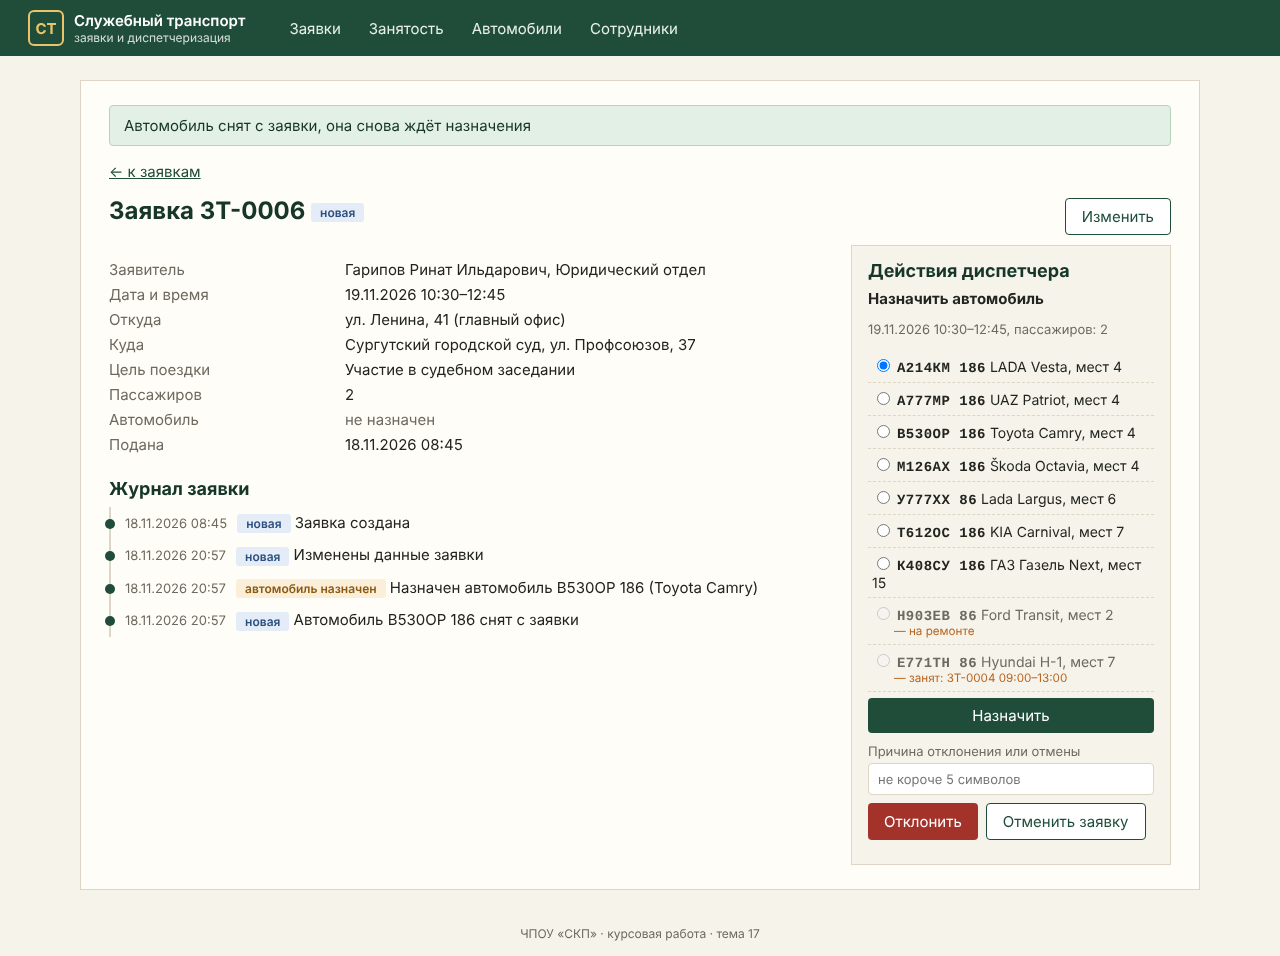 СТ
Служебный транспорт
заявки и диспетчеризация
Заявки Занятость Автомобили Сотрудники
Автомобиль снят с заявки, она снова ждёт назначения
← к заявкам
Заявка ЗТ-0006 новая
Изменить
Заявитель Гарипов Ринат Ильдарович, Юридический отдел
Дата и время 19.11.2026 10:30–12:45
Откуда ул. Ленина, 41 (главный офис)
Куда Сургутский городской суд, ул. Профсоюзов, 37
Цель поездки Участие в судебном заседании
Пассажиров 2
Автомобиль не назначен
Подана 18.11.2026 08:45
Журнал заявки
18.11.2026 08:45 новая Заявка создана
18.11.2026 20:57 новая Изменены данные заявки
18.11.2026 20:57 автомобиль назначен Назначен автомобиль В530ОР 186 (Toyota Camry)
18.11.2026 20:57 новая Автомобиль В530ОР 186 снят с заявки
Действия диспетчера
Назначить автомобиль
19.11.2026 10:30–12:45, пассажиров: 2
А214КМ 186 LADA Vesta, мест 4
А777МР 186 UAZ Patriot, мест 4
В530ОР 186 Toyota Camry, мест 4
М126АХ 186 Škoda Octavia, мест 4
У777ХХ 86 Lada Largus, мест 6
Т612ОС 186 KIA Carnival, мест 7
К408СУ 186 ГАЗ Газель Next, мест
15
Н903ЕВ 86 Ford Transit, мест 2
— на ремонте
Е771ТН 86 Hyundai H-1, мест 7
— занят: ЗТ-0004 09:00–13:00
Назначить
Причина отклонения или отмены
не короче 5 символов
Отклонить Отменить заявку
ЧПОУ «СКП» · курсовая работа · тема 17